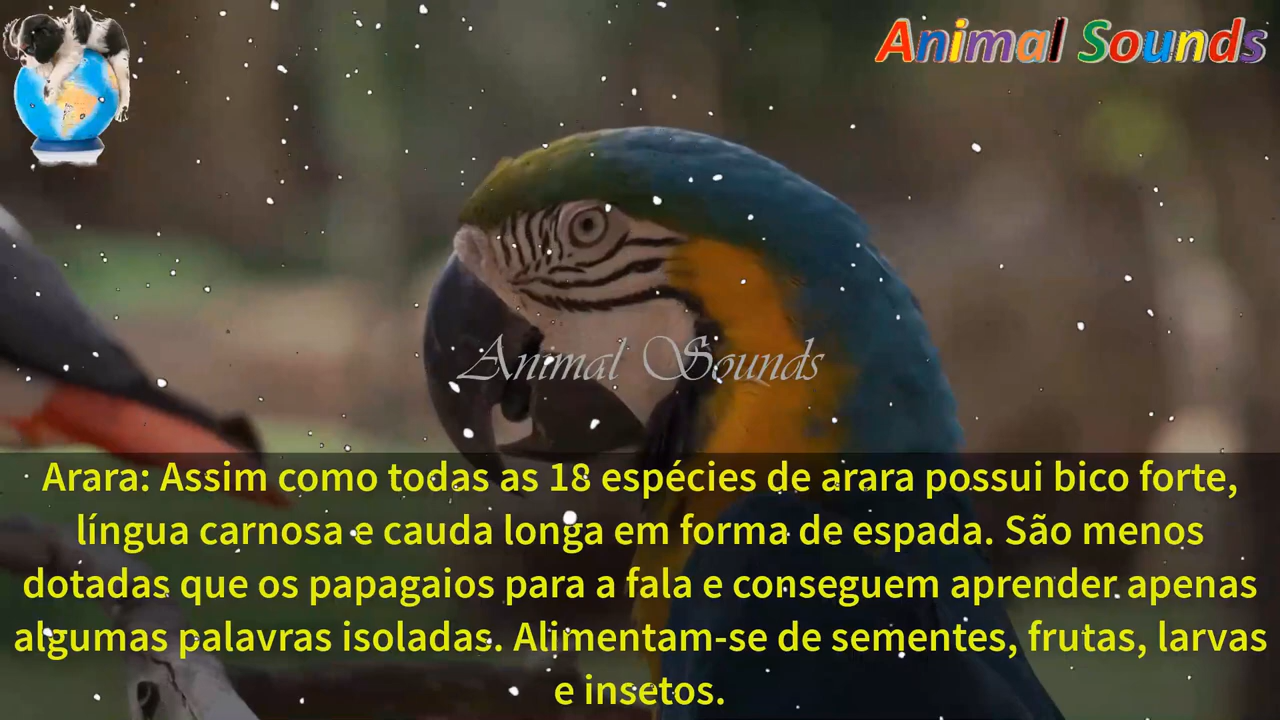 Animal Sounds
Animal Sounds
Arara: Assim como todas as 18 espécies de arara possui bico forte,
língua carnosa e cauda longa em forma de espada. São menos
dotadas que os papagaios para a fala e conseguem aprender apenas
algumas palavras isoladas. Alimentam-se de sementes, frutas, larvas
e insetos.